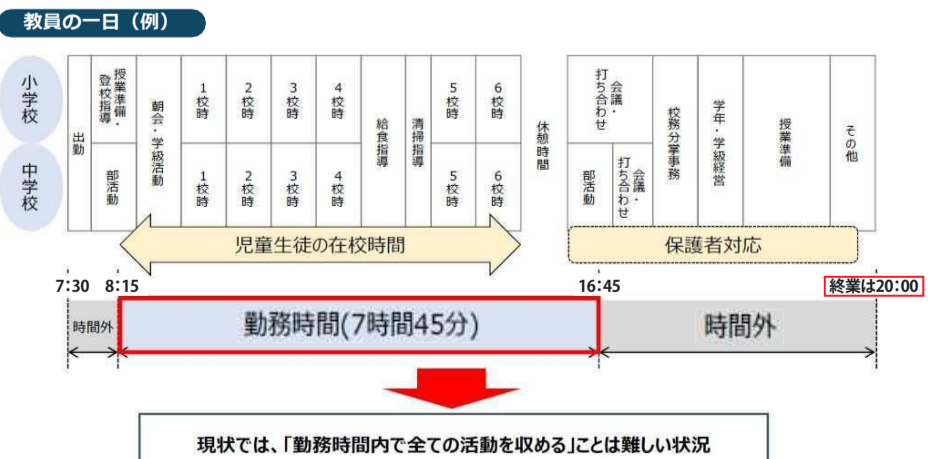 教員の一日（例）
小学校
中学校
出勤
授業準備・
登校指導
部活動
朝会・学級活動
1校時
2校時
3校時
4校時
1校時
2校時
3校時
4校時
給食指導
清掃指導
5校時
6校時
5校時
6校時
休憩時間
会議・
打ち合わせ
部活動
会議・
打ち合わせ
校務分掌事務
学年・学級経営
授業準備
その他
児童生徒の在校時間
保護者対応
7:30 8:15 16:45 終業は20:00
時間外 勤務時間(7時間45分) 時間外
現状では、「勤務時間内で全ての活動を収める」ことは難しい状況